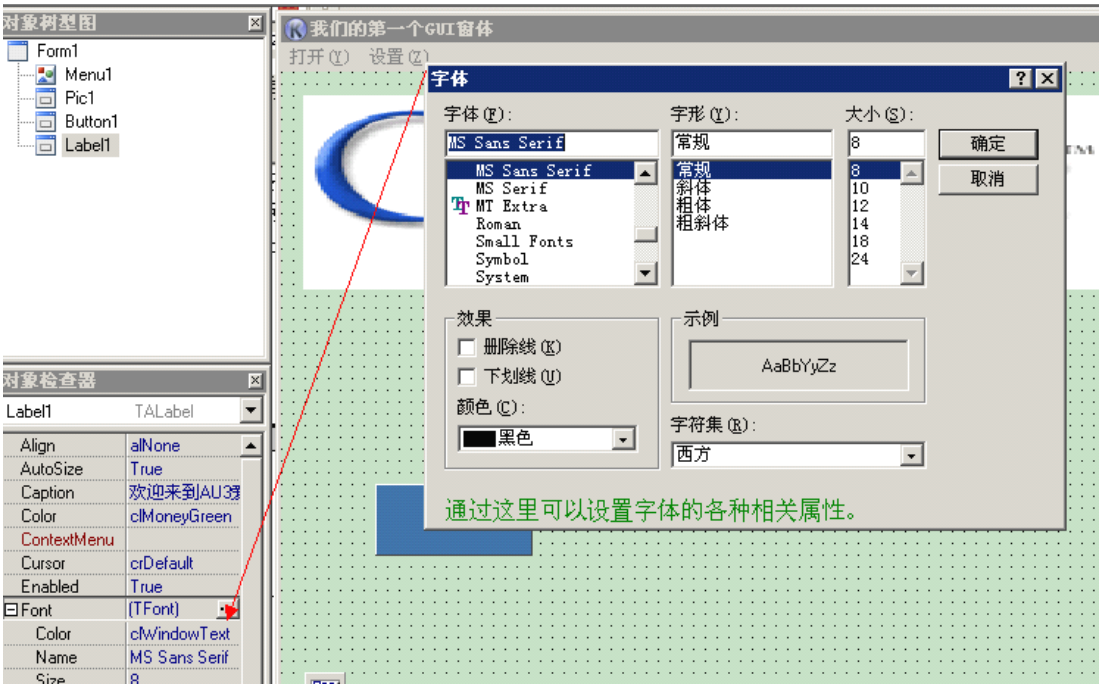 对象树型图
Form1
Menu1
Pic1
Button1
Label1
对象检查器
Label1 TALabel
Align alNone
AutoSize True
Caption 欢迎来到AU3
Color clMoneyGreen
ContextMenu
Cursor crDefault
Enabled True
Font (TFont)
Color clWindowText
Name MS Sans Serif
Size 8
我们的第一个GUI窗体
打开(Y) 设置(Z)
字体
字体(F):
MS Sans Serif
MS Sans Serif
MS Serif
MT Extra
Roman
Small Fonts
Symbol
System
字形(Y):
常规
常规
斜体
粗体
粗斜体
大小(S):
8
8
10
12
14
18
24
确定
取消
效果
删除线(K)
下划线(U)
颜色(C):
黑色
示例
AaBbYyZz
字符集(R):
西方
通过这里可以设置字体的各种相关属性。